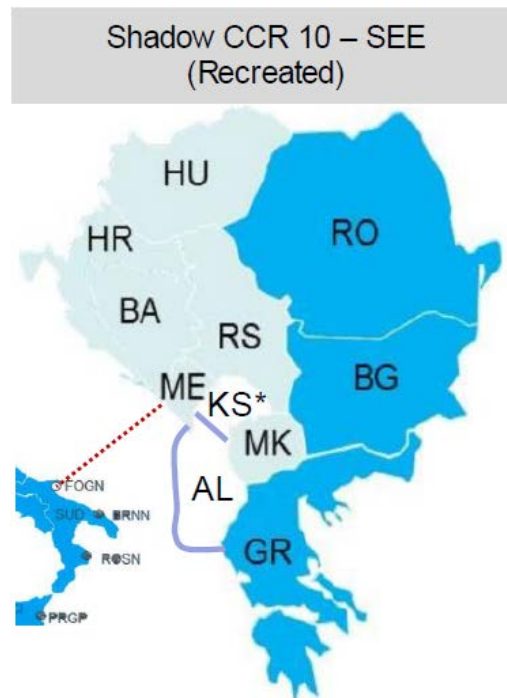 Shadow CCR 10 – SEE
(Recreated)
HU
HR
RO
BA
RS
ME
BG
KS*
MK
FOGN
AL
SUD
BRNN
GR
ROSN
PRGP